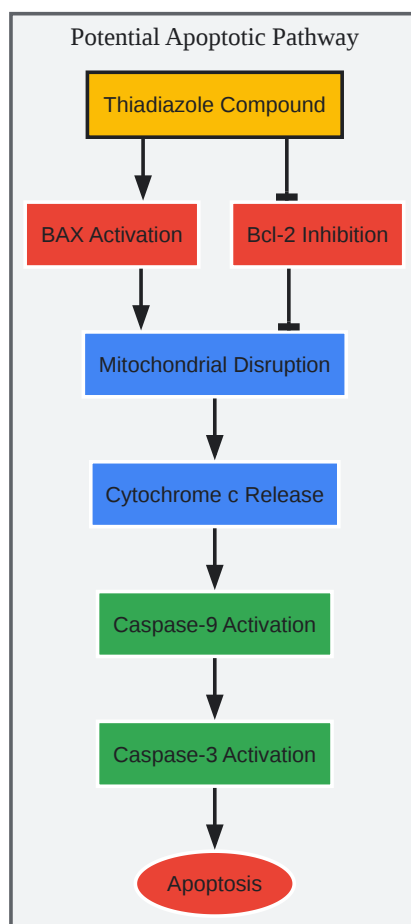 Potential Apoptotic Pathway
Thiadiazole Compound
BAX Activation
Bcl-2 Inhibition
Mitochondrial Disruption
Cytochrome c Release
Caspase-9 Activation
Caspase-3 Activation
Apoptosis